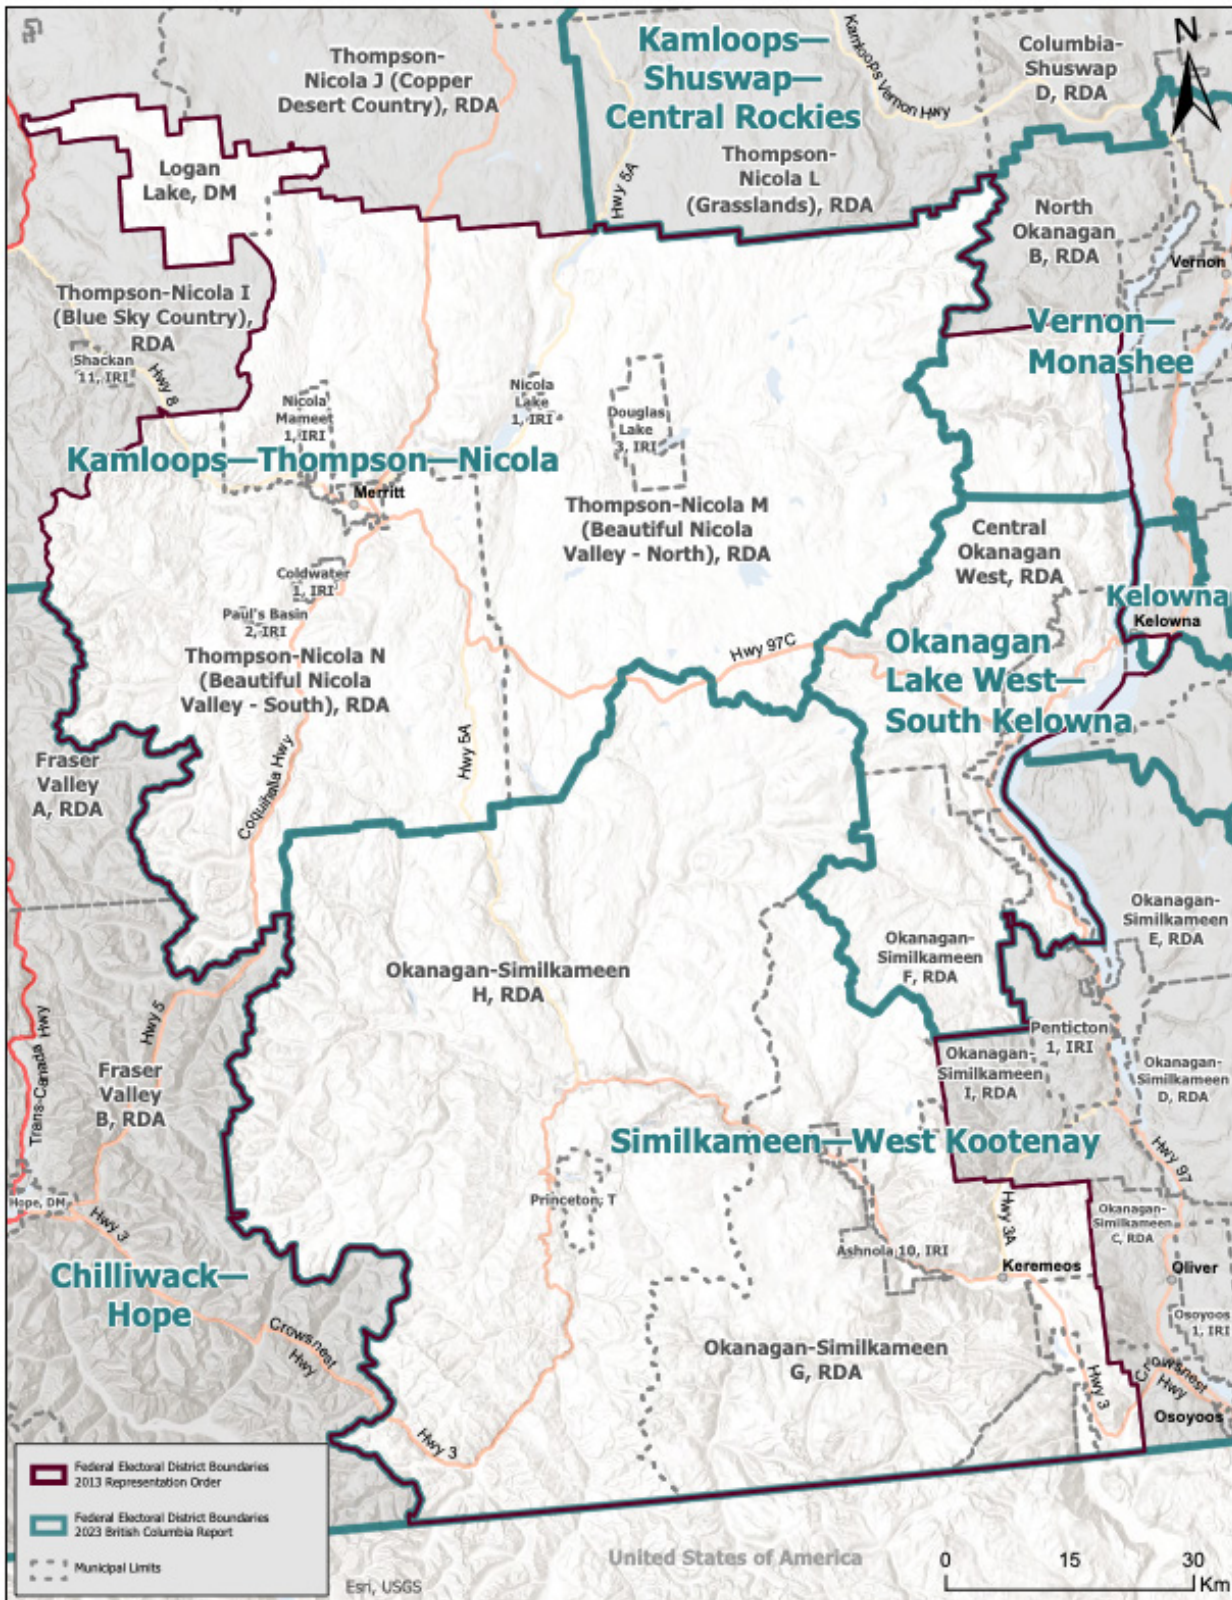 Thompson-
Nicola J (Copper
Desert Country), RDA
Kamloops—
Shuswap—
Central Rockies
Kamloops Vernon Hwy
Columbia-
Shuswap
D, RDA
N
Logan
Lake, DM
Hwy 5A
Thompson-
Nicola L
(Grasslands), RDA
North
Okanagan
B, RDA
Vernon
Thompson-Nicola I
(Blue Sky Country),
RDA
Vernon—
Monashee
Shackan
11, IRI
Hwy 8
Nicola
Mameet
1, IRI
Nicola
Lake
1, IRI
Douglas
Lake
3, IRI
Kamloops—Thompson—Nicola
Merritt
Thompson-Nicola M
(Beautiful Nicola
Valley - North), RDA
Central
Okanagan
West, RDA
Coldwater
1, IRI
Paul's Basin
2, IRI
Kelowna
Kelowna
Thompson-Nicola N
(Beautiful Nicola
Valley - South), RDA
Hwy 97C
Okanagan
Lake West—
South Kelowna
Fraser
Valley
A, RDA
Coquihalla Hwy
Hwy 5A
Okanagan-
Similkameen
E, RDA
Okanagan-Similkameen
H, RDA
Okanagan-
Similkameen
F, RDA
Hwy 5
Trans-Canada Hwy
Fraser
Valley
B, RDA
Penticton
1, IRI
Okanagan-
Similkameen
I, RDA
Okanagan-
Similkameen
D, RDA
Similkameen—West Kootenay
Hwy 97
Hope, DM
Hwy 3
Princeton, T
Hwy 3A
Okanagan-
Similkameen
C, RDA
Ashnola 10, IRI
Keremeos
Oliver
Chilliwack—
Hope
Osoyoos
1, IRI
Crowsnest
Hwy
Okanagan-Similkameen
G, RDA
Hwy 3
Crowsnest
Hwy
Osoyoos
Hwy 3
Federal Electoral District Boundaries
2013 Representation Order
Federal Electoral District Boundaries
2023 British Columbia Report
Municipal Limits
United States of America
Esri, USGS
0 15 30
Km